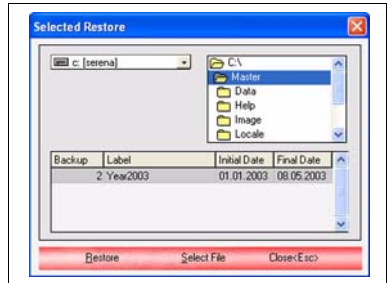 Selected Restore
c: [serena]
C:\
Master
Data
Help
Image
Locale
Backup Label Initial Date Final Date
2 Year2003 01.01.2003 08.05.2003
Restore Select File Close<Esc>